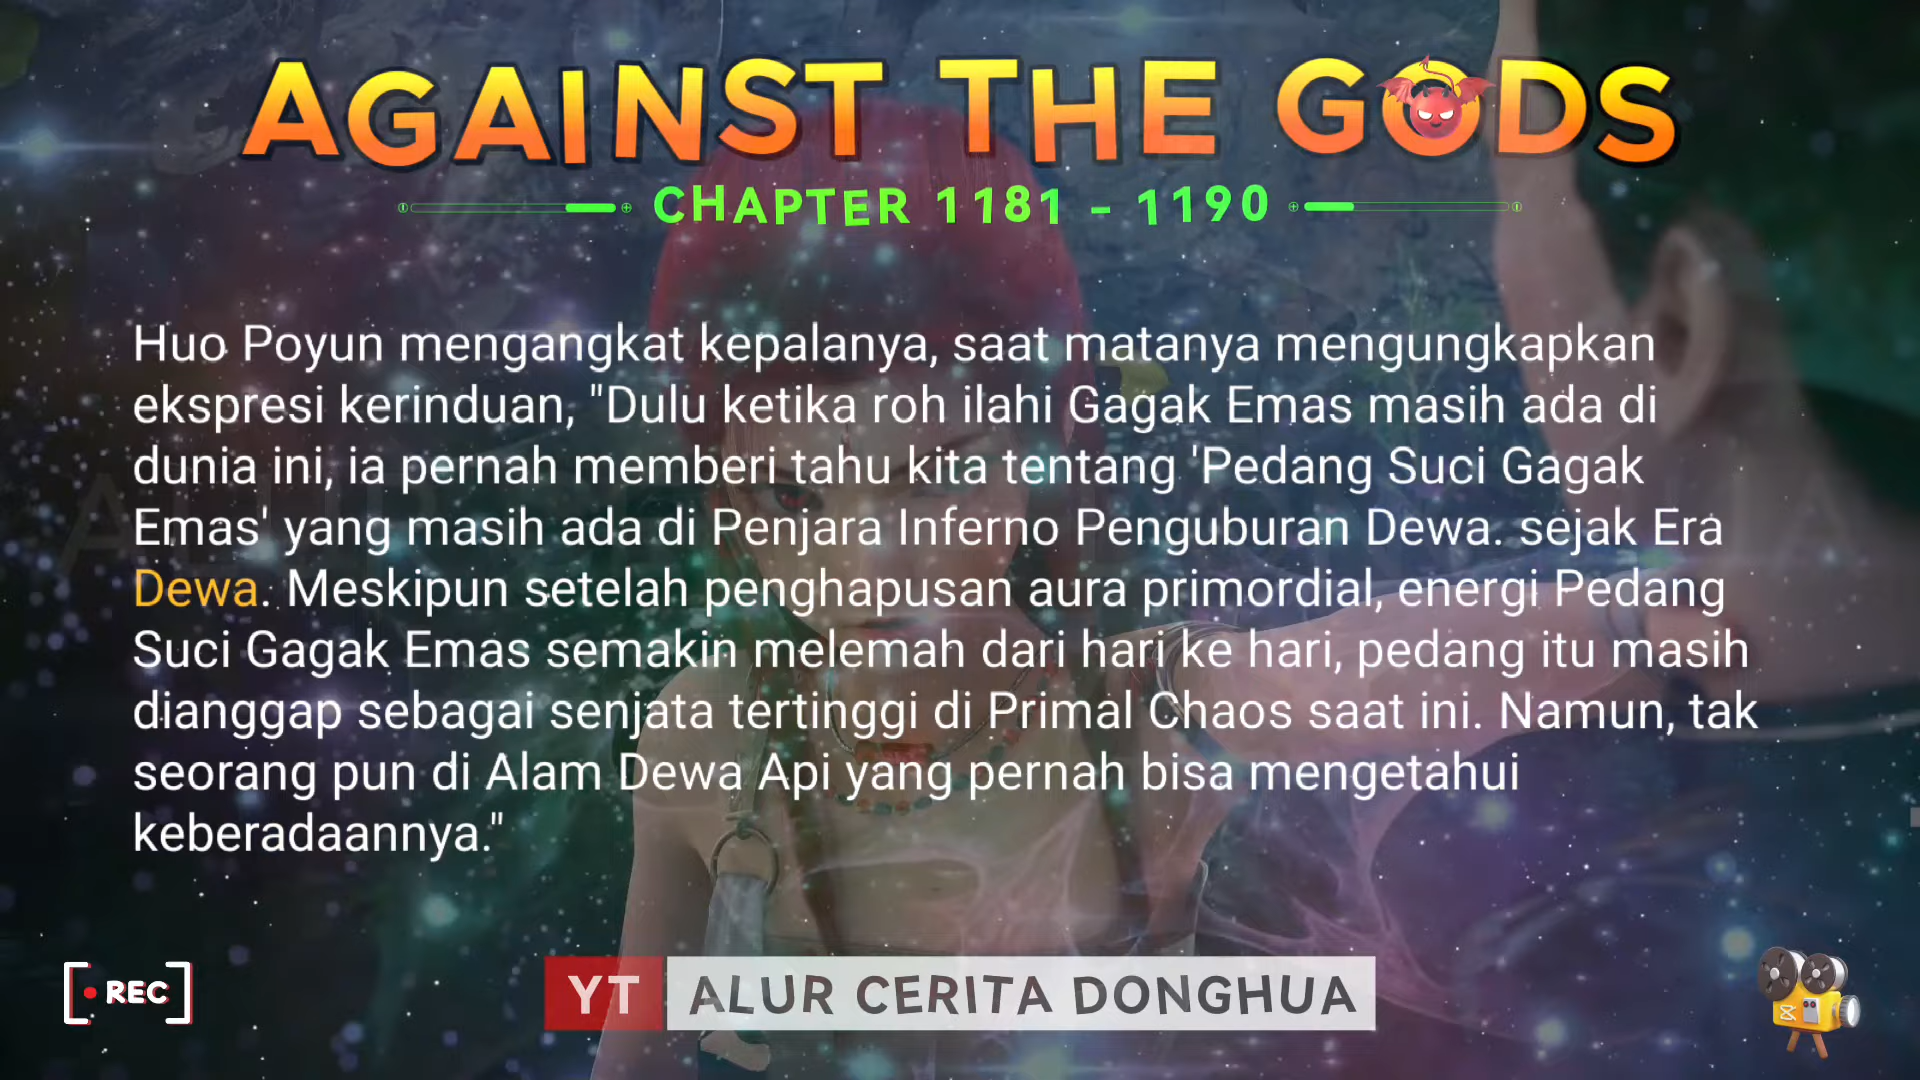 AGAINST THE GODS
CHAPTER 1181 - 1190
Huo Poyun mengangkat kepalanya, saat matanya mengungkapkan
ekspresi kerinduan, "Dulu ketika roh ilahi Gagak Emas masih ada di
dunia ini, ia pernah memberi tahu kita tentang 'Pedang Suci Gagak
Emas' yang masih ada di Penjara Inferno Penguburan Dewa. sejak Era
Dewa. Meskipun setelah penghapusan aura primordial, energi Pedang
Suci Gagak Emas semakin melemah dari hari ke hari, pedang itu masih
dianggap sebagai senjata tertinggi di Primal Chaos saat ini. Namun, tak
seorang pun di Alam Dewa Api yang pernah bisa mengetahui
keberadaannya."
REC
YT ALUR CERITA DONGHUA